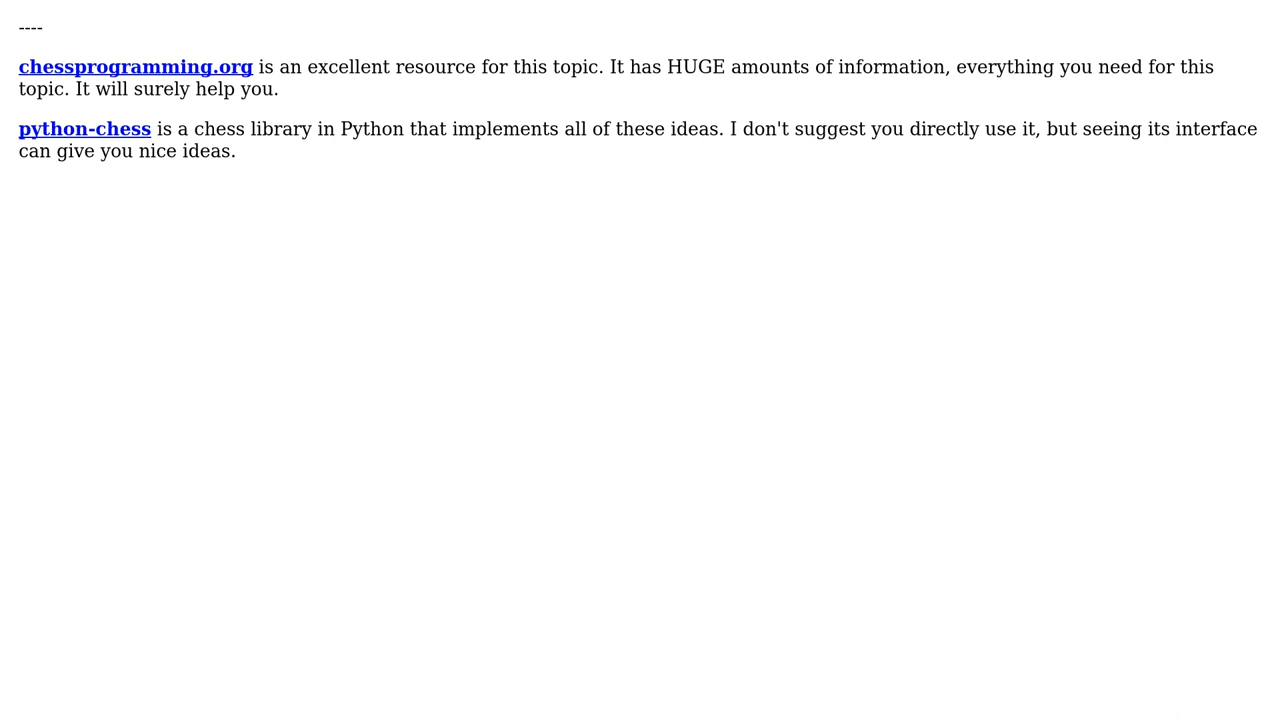 ----
chessprogramming.org is an excellent resource for this topic. It has HUGE amounts of information, everything you need for this
topic. It will surely help you.
python-chess is a chess library in Python that implements all of these ideas. I don't suggest you directly use it, but seeing its interface
can give you nice ideas.